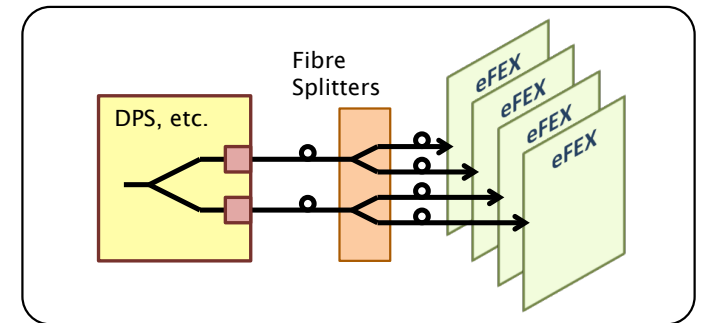 Fibre
Splitters
DPS, etc.
eFEX
eFEX
eFEX
eFEX